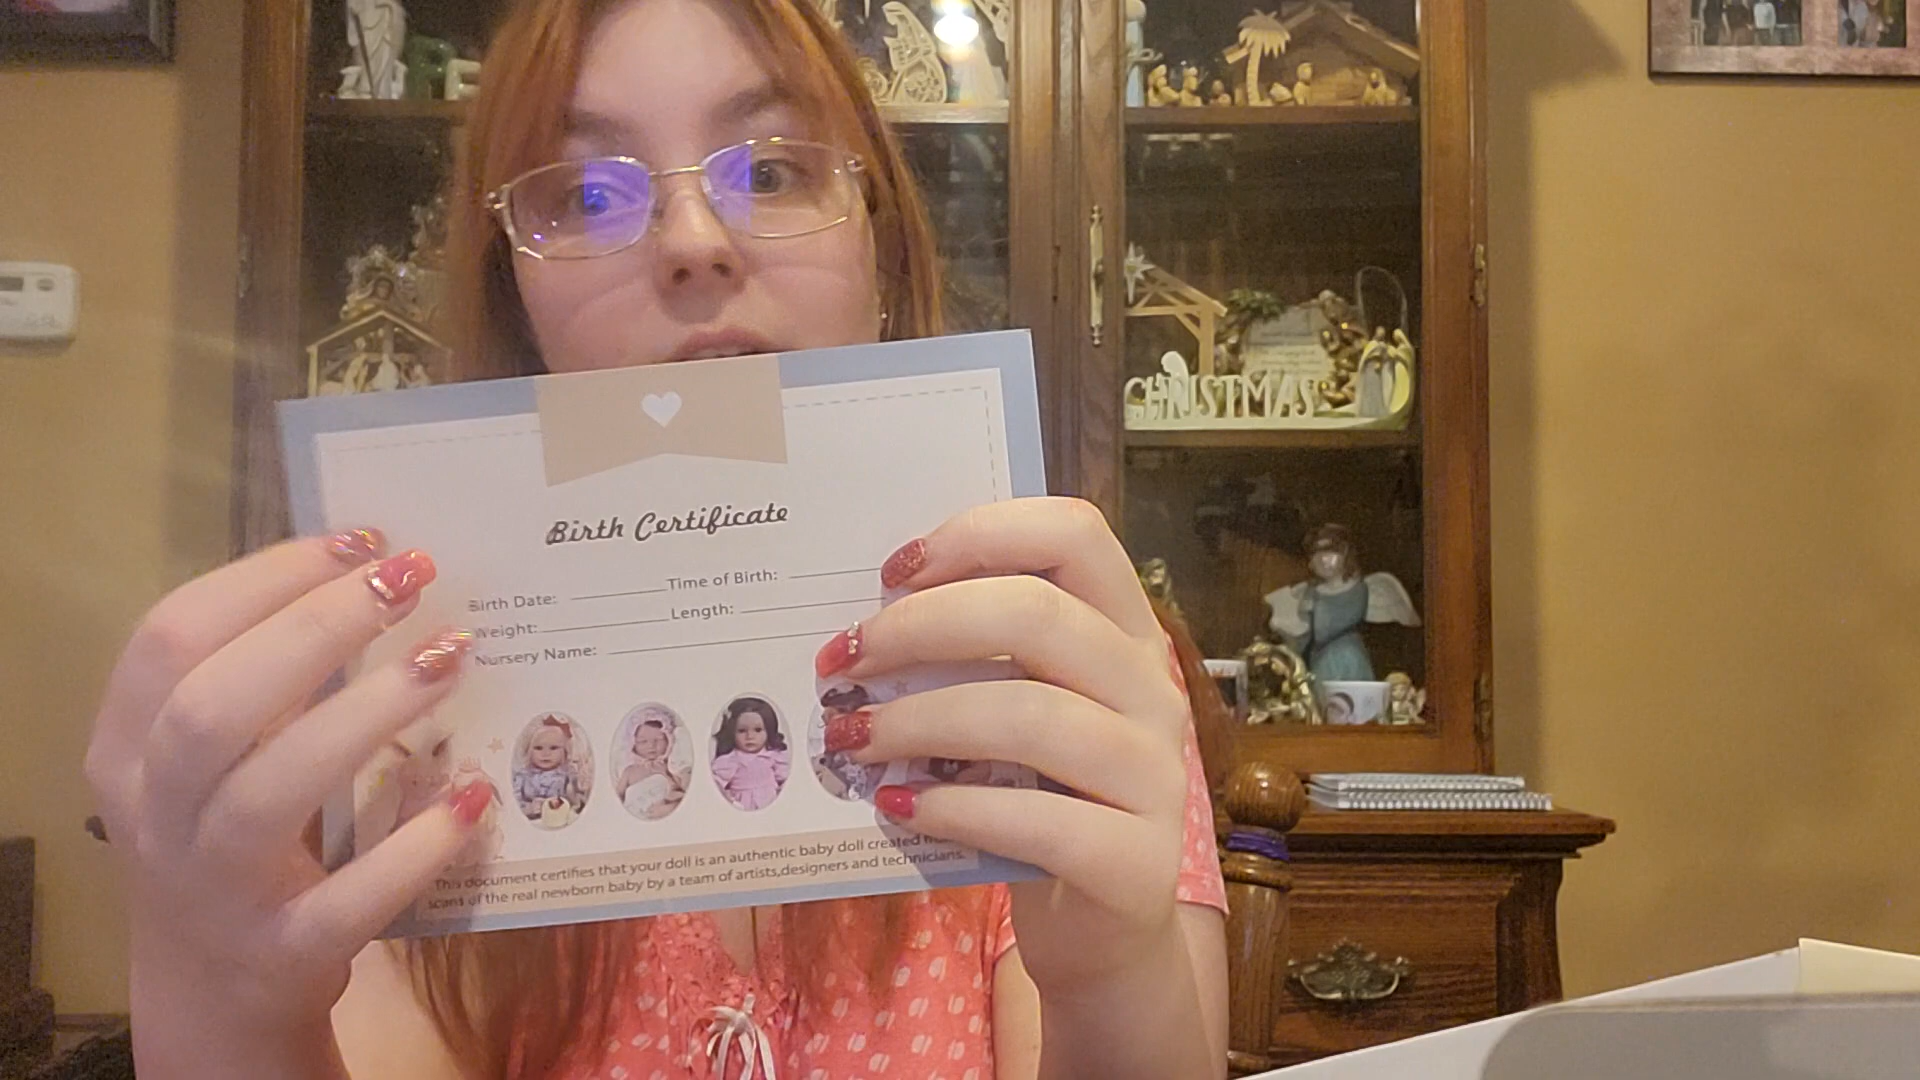 CHRISTMAS
Birth Certificate
Birth Date: Time of Birth:
Weight: Length:
Nursery Name:
This document certifies that your doll is an authentic baby doll created
scans of the real newborn baby by a team of artists,designers and technicians.